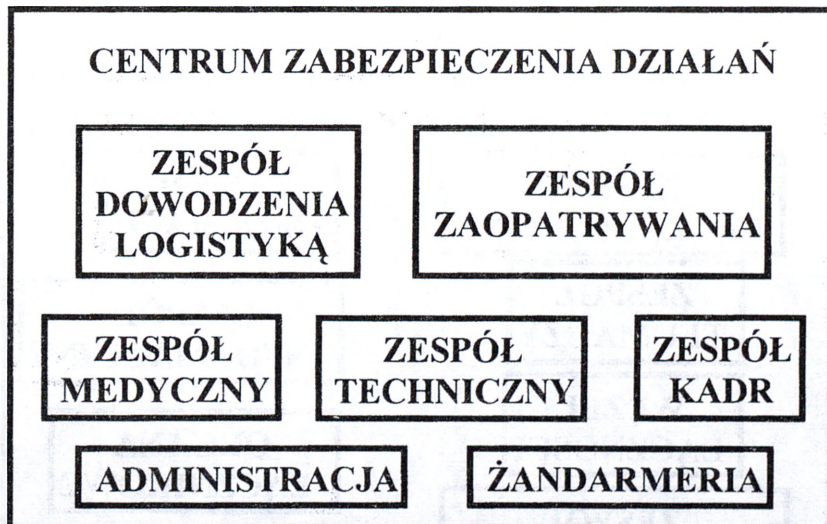 CENTRUM ZABEZPIECZENIA DZIAŁAŃ
ZESPÓŁ
DOWODZENIA
LOGISTYKĄ
ZESPÓŁ
ZAOPATRYWANIA
ZESPÓŁ
MEDYCZNY
ZESPÓŁ
TECHNICZNY
ZESPÓŁ
KADR
ADMINISTRACJA
ŻANDARMERIA